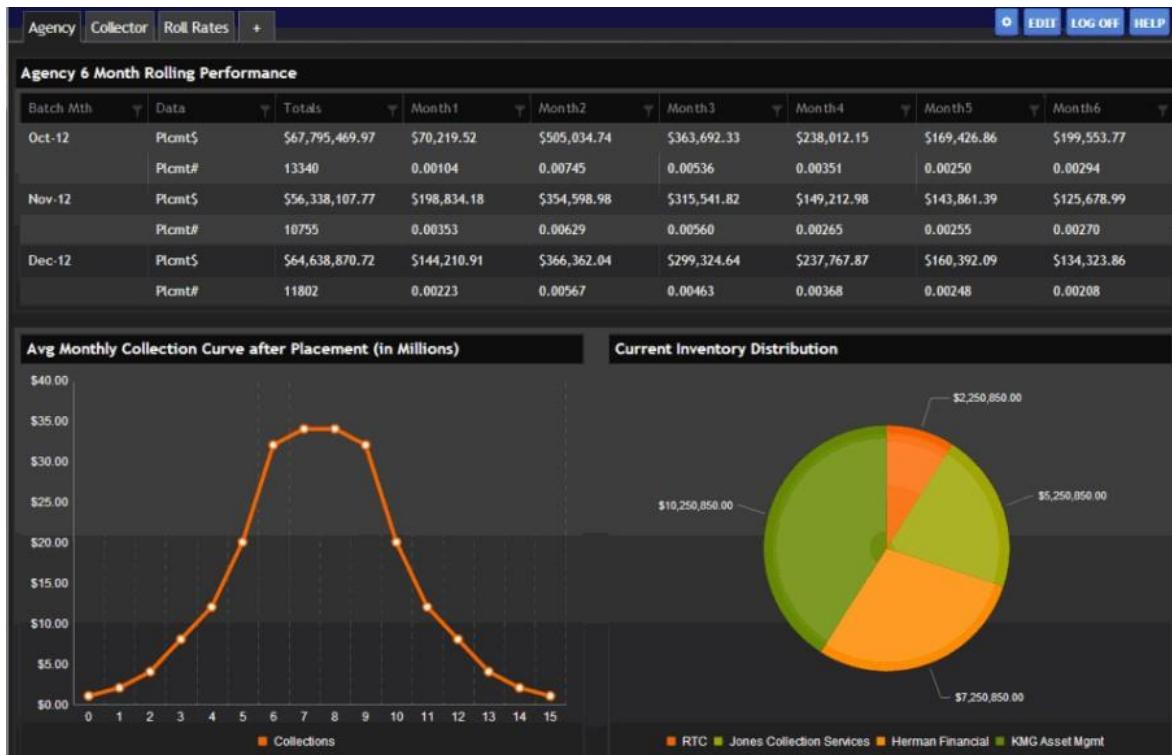 Agency Collector Roll Rates + EDIT LOG OFF HELP
Agency 6 Month Rolling Performance
Batch Mth Data Totals Month1 Month2 Month3 Month4 Month5 Month6
Oct-12 Plcmt$ $67,795,469.97 $70,219.52 $505,034.74 $363,692.33 $238,012.15 $169,426.86 $199,553.77
Plcmt# 13340 0.00104 0.00745 0.00536 0.00351 0.00250 0.00294
Nov-12 Plcmt$ $56,338,107.77 $198,834.18 $354,598.98 $315,541.82 $149,212.98 $143,861.39 $125,678.99
Plcmt# 10755 0.00353 0.00629 0.00560 0.00265 0.00255 0.00270
Dec-12 Plcmt$ $64,638,870.72 $144,210.91 $366,362.04 $299,324.64 $237,767.87 $160,392.09 $134,323.86
Plcmt# 11802 0.00223 0.00567 0.00463 0.00368 0.00248 0.00208
Avg Monthly Collection Curve after Placement (in Millions)
$40.00
$35.00
$30.00
$25.00
$20.00
$15.00
$10.00
$5.00
$0.00
0 1 2 3 4 5 6 7 8 9 10 11 12 13 14 15
Collections
Current Inventory Distribution
$2,250,850.00
$5,250,850.00
$10,250,850.00
$7,250,850.00
RTC Jones Collection Services Herman Financial KMG Asset Mgmt